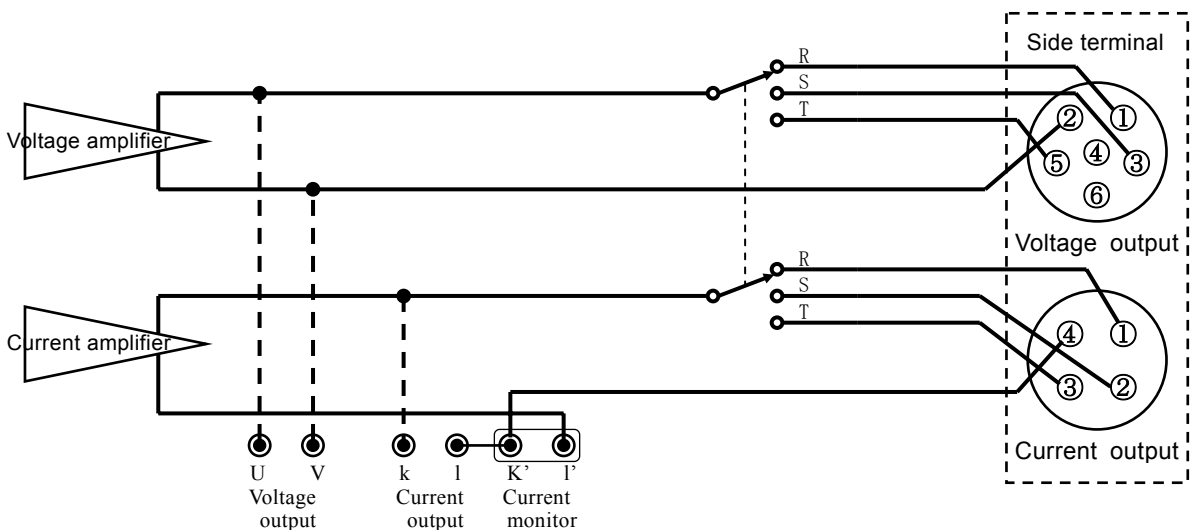 Side terminal
R
S
T
② ①
⑤ ④ ③
⑥
Voltage amplifier
Voltage output
R
S
T
④ ①
③ ②
Current amplifier
Current output
U V k l K’ l’
Voltage Current Current
output output monitor